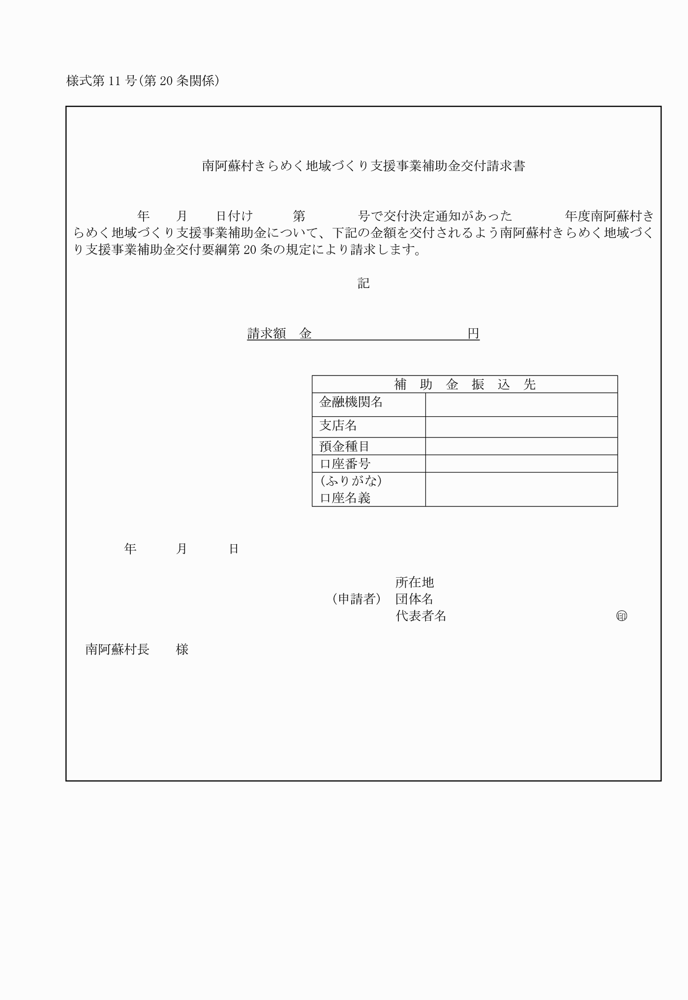 様式第 11 号(第 20 条関係)
南阿蘇村きらめく地域づくり支援事業補助金交付請求書
年　　月　　日付け　　　第　　　　号で交付決定通知があった　　　　年度南阿蘇村き
らめく地域づくり支援事業補助金について、下記の金額を交付されるよう南阿蘇村きらめく地域づく
り支援事業補助金交付要綱第 20 条の規定により請求します。
記
請求額　金　　　　　　　　　　　　円
補　助　金　振　込　先
金融機関名
支店名
預金種目
口座番号
(ふりがな)
口座名義
年　　　月　　　日
所在地
(申請者)　団体名
代表者名　　　　　　　　　　　　　㊞
南阿蘇村長　　様